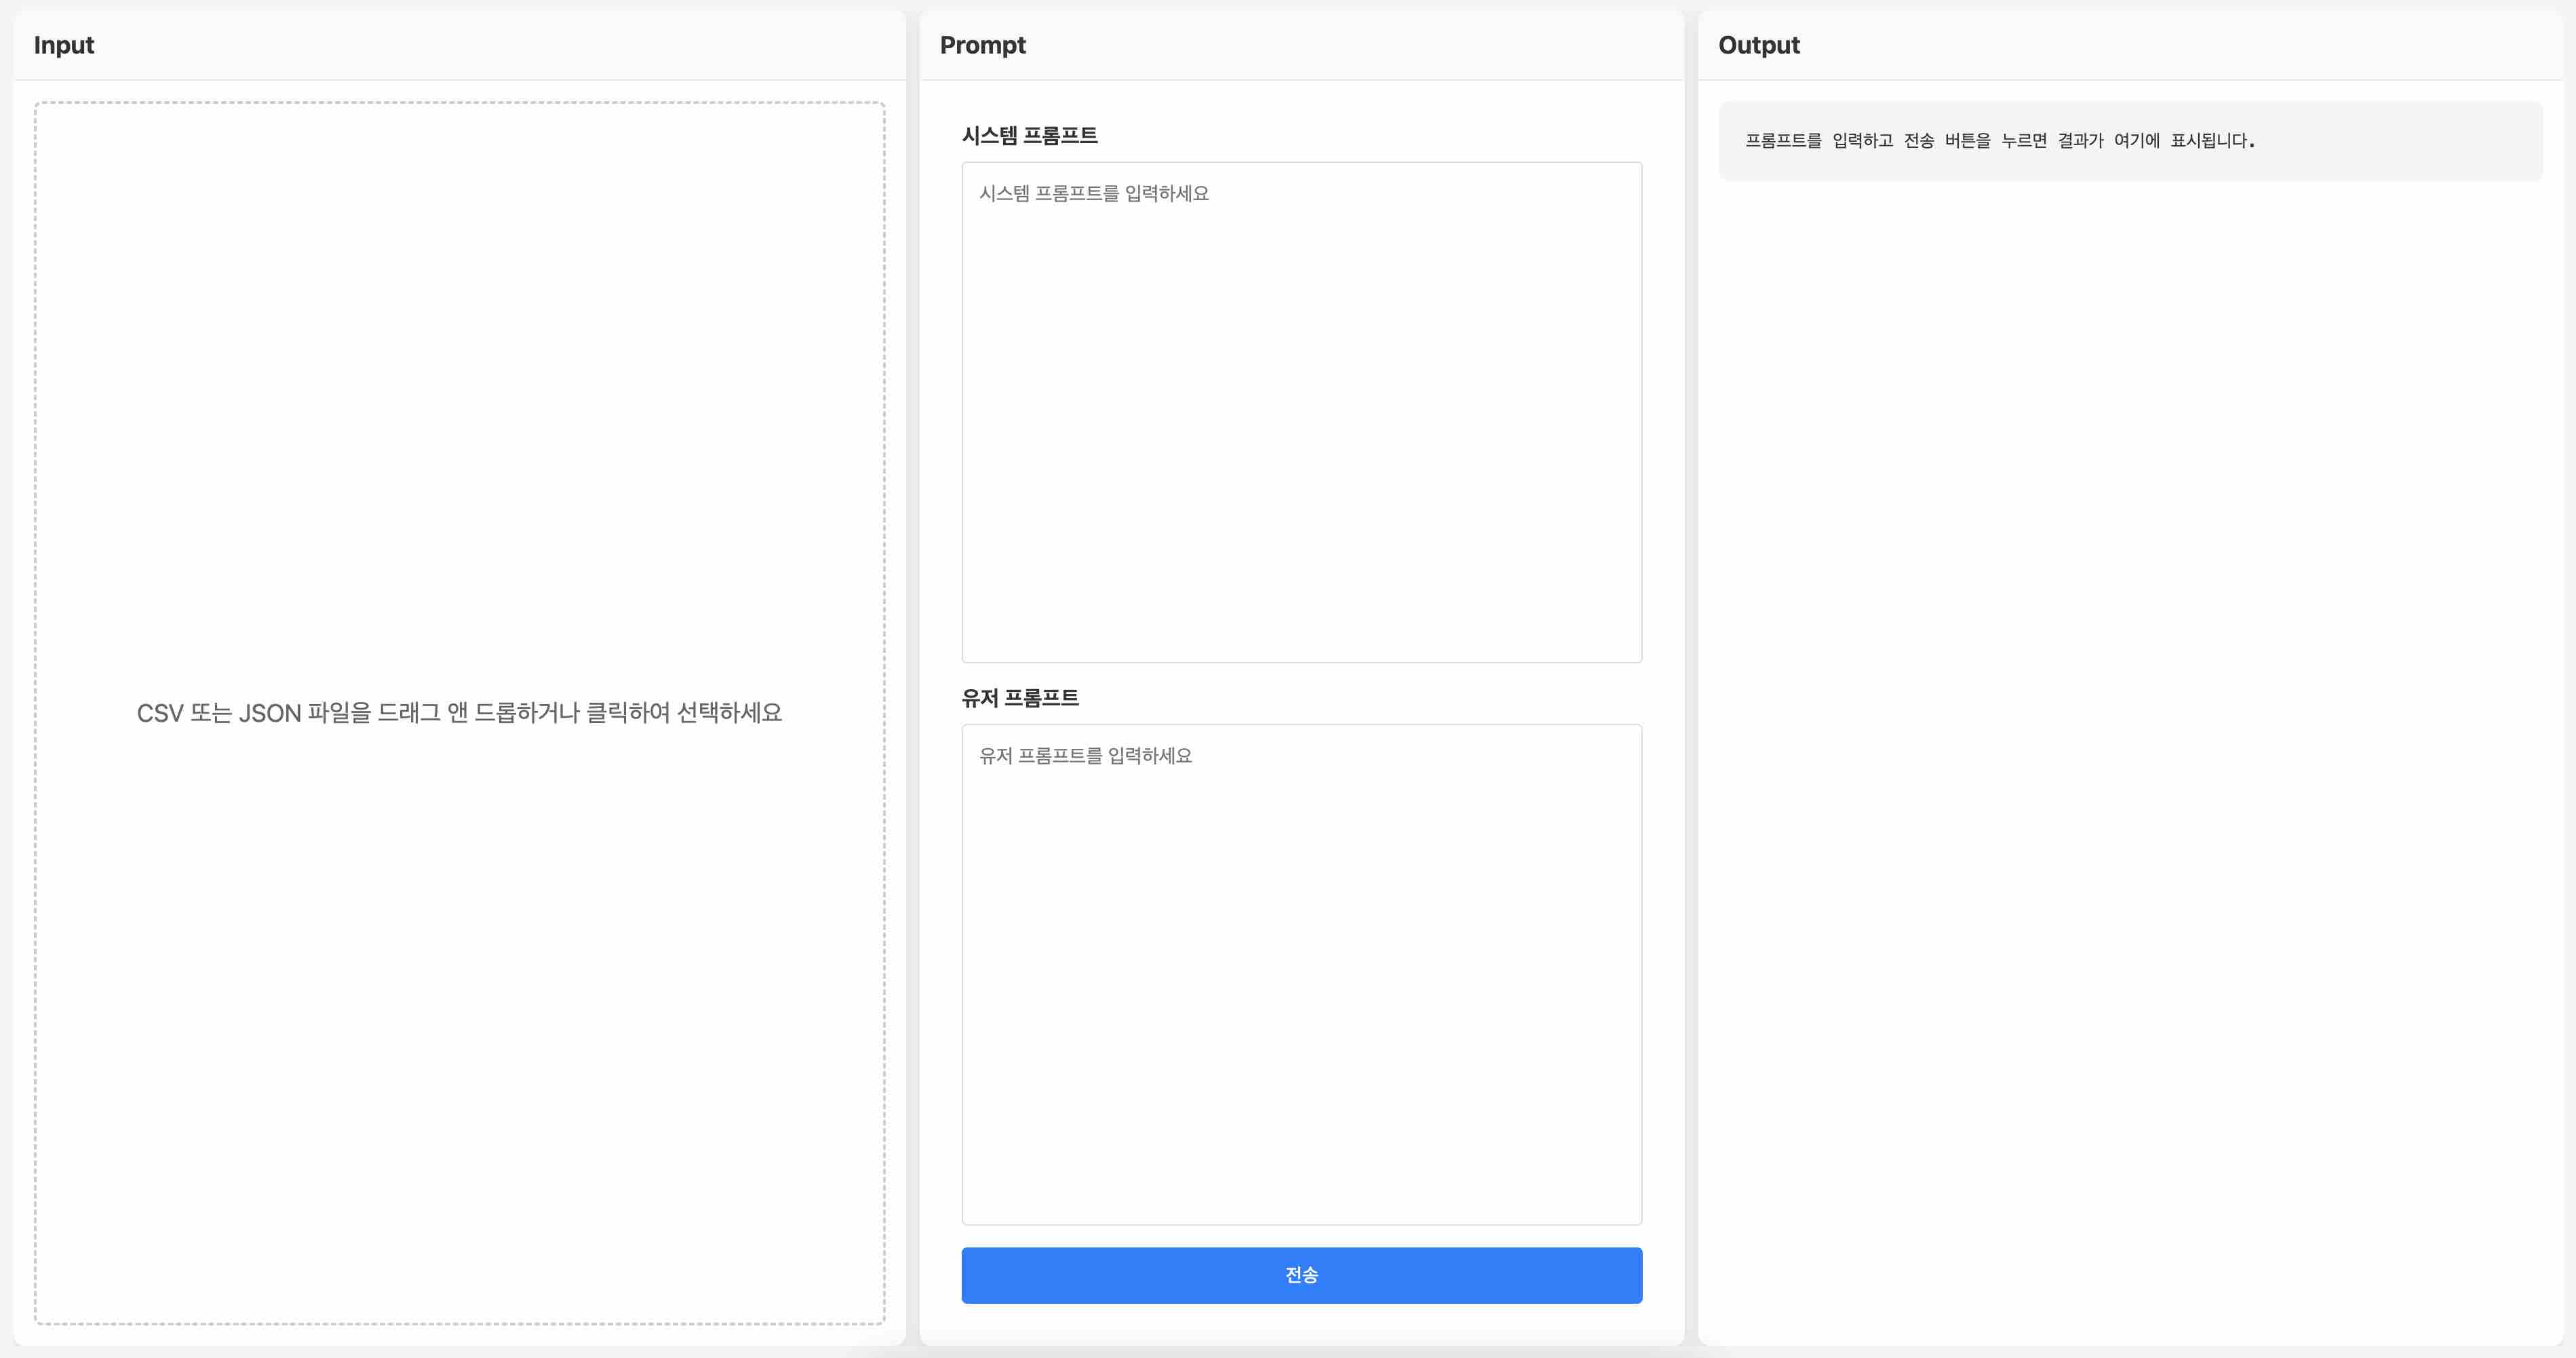 Input
CSV 또는 JSON 파일을 드래그 앤 드롭하거나 클릭하여 선택하세요
Prompt
시스템 프롬프트
시스템 프롬프트를 입력하세요
유저 프롬프트
유저 프롬프트를 입력하세요
전송
Output
프롬프트를 입력하고 전송 버튼을 누르면 결과가 여기에 표시됩니다.